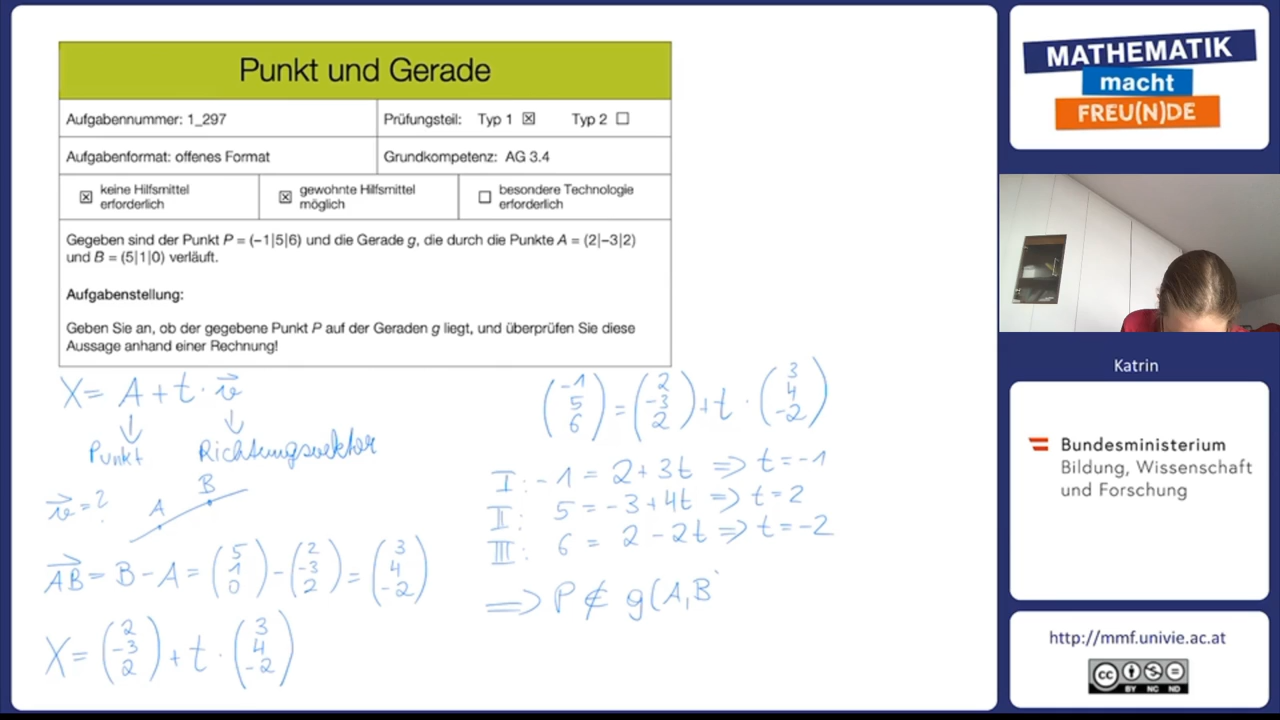 Punkt und Gerade
Aufgabennummer: 1_297
Prüfungsteil: Typ 1 ☒ Typ 2 ☐
Aufgabenformat: offenes Format
Grundkompetenz: AG 3.4
☒ keine Hilfsmittel
erforderlich
☒ gewohnte Hilfsmittel
möglich
☐ besondere Technologie
erforderlich
Gegeben sind der Punkt P = (−1|5|6) und die Gerade g, die durch die Punkte A = (2|−3|2)
und B = (5|1|0) verläuft.
Aufgabenstellung:
Geben Sie an, ob der gegebene Punkt P auf der Geraden g liegt, und überprüfen Sie diese
Aussage anhand einer Rechnung!
X = A + t · v⃗
↓ ↓
Punkt Richtungsvektor
v⃗ = ?
A B
AB⃗ = B − A = (5 1 0) − (2 −3 2) = (3 4 −2)
X = (2 −3 2) + t · (3 4 −2)
(−1 5 6) = (2 −3 2) + t · (3 4 −2)
I: −1 = 2 + 3t ⇒ t = −1
II: 5 = −3 + 4t ⇒ t = 2
III: 6 = 2 − 2t ⇒ t = −2
⇒ P ∉ g(A,B
MATHEMATIK
macht
FREU(N)DE
Katrin
Bundesministerium
Bildung, Wissenschaft
und Forschung
http://mmf.univie.ac.at
cc
BY NC ND